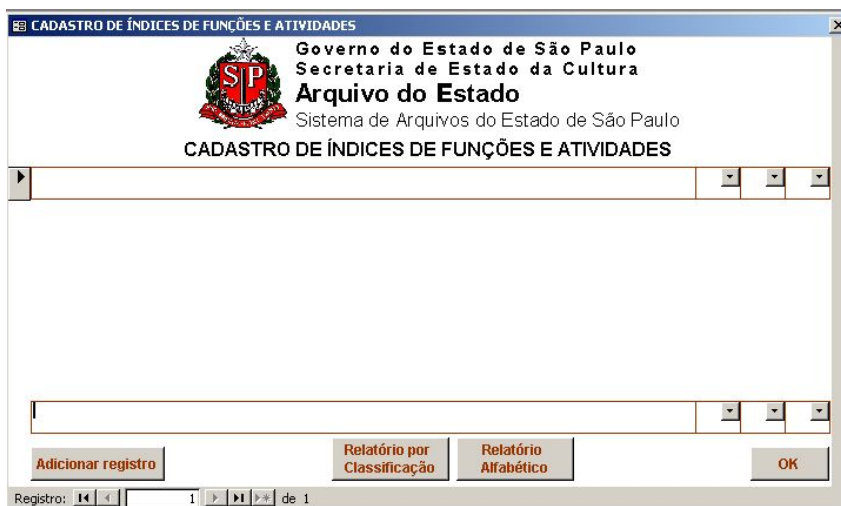 CADASTRO DE ÍNDICES DE FUNÇÕES E ATIVIDADES
Governo do Estado de São Paulo
Secretaria de Estado da Cultura
Arquivo do Estado
Sistema de Arquivos do Estado de São Paulo
CADASTRO DE ÍNDICES DE FUNÇÕES E ATIVIDADES
SP
Adicionar registro
Relatório por
Classificação
Relatório
Alfabético
OK
Registro: 1 de 1